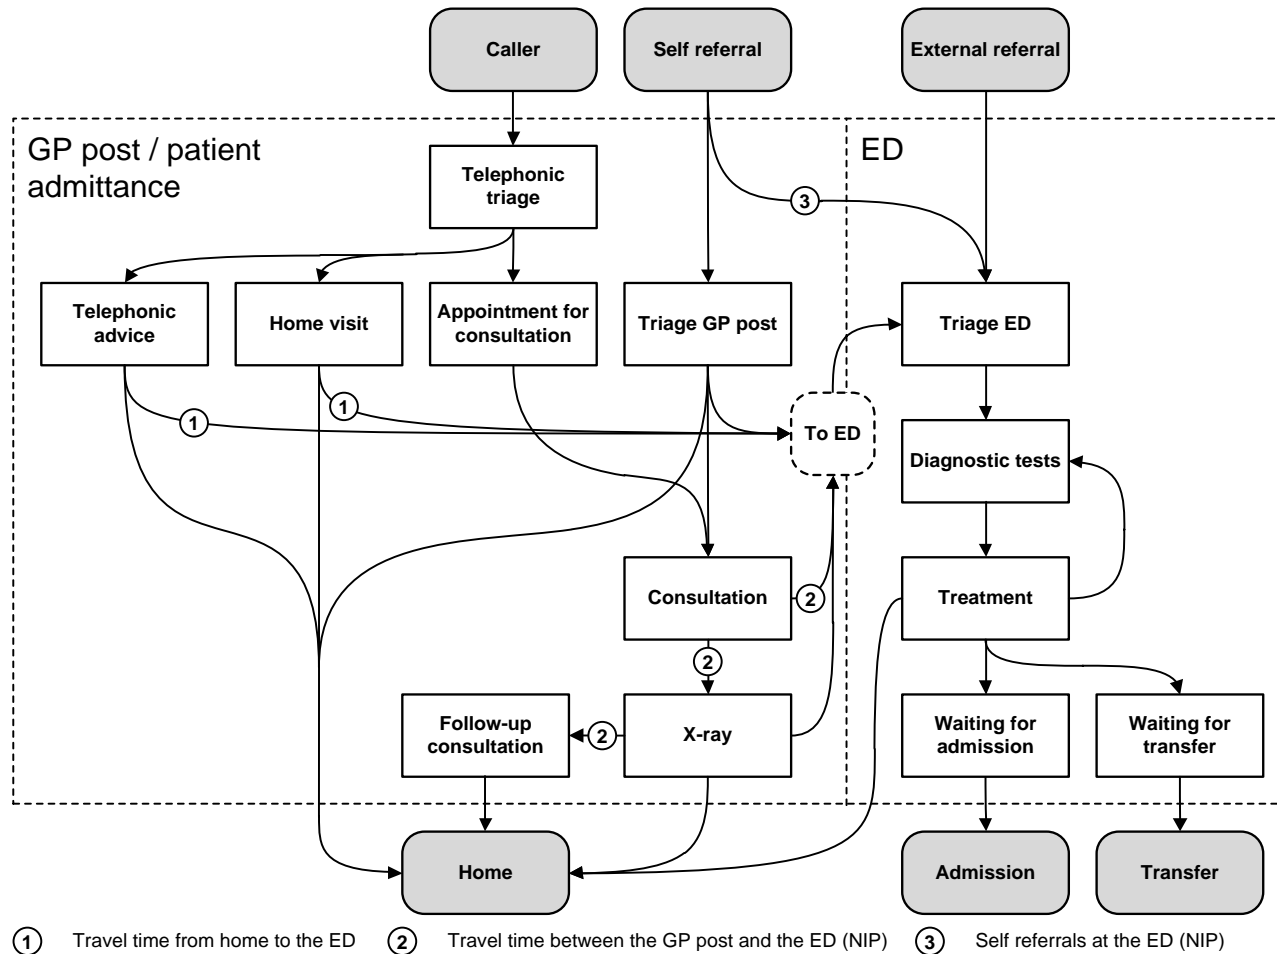 Caller
Self referral
External referral
GP post / patient
admittance
ED
Telephonic
triage
3
Telephonic
advice
Home visit
Appointment for
consultation
Triage GP post
Triage ED
1
1
To ED
Diagnostic tests
Consultation
2
Treatment
2
Follow-up
consultation
2
X-ray
Waiting for
admission
Waiting for
transfer
Home
Admission
Transfer
1 Travel time from home to the ED
2 Travel time between the GP post and the ED (NIP)
3 Self referrals at the ED (NIP)